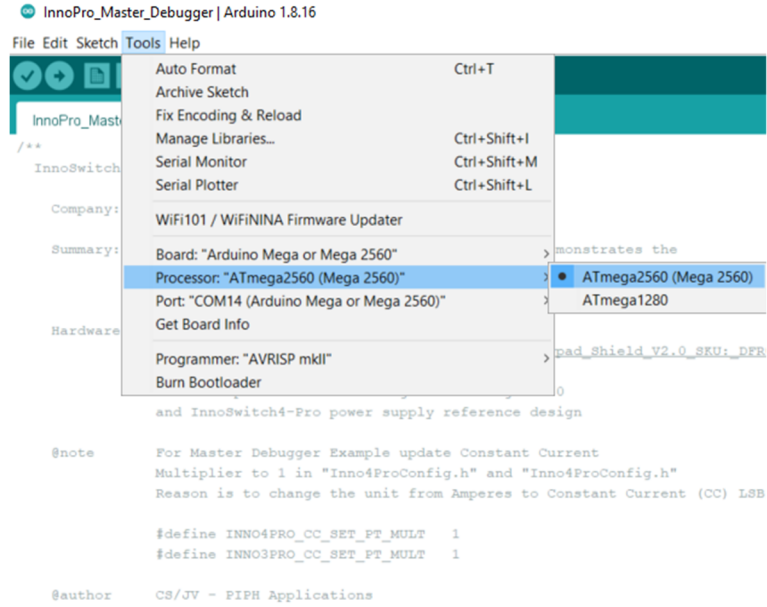 InnoPro_Master_Debugger | Arduino 1.8.16
File Edit Sketch Tools Help
InnoPro_Mast
Auto Format Ctrl+T
Archive Sketch
Fix Encoding & Reload
Manage Libraries... Ctrl+Shift+I
Serial Monitor Ctrl+Shift+M
Serial Plotter Ctrl+Shift+L
WiFi101 / WiFiNINA Firmware Updater
Board: "Arduino Mega or Mega 2560"
Processor: "ATmega2560 (Mega 2560)"
Port: "COM14 (Arduino Mega or Mega 2560)"
Get Board Info
Programmer: "AVRISP mkII"
Burn Bootloader
ATmega2560 (Mega 2560)
ATmega1280
/**
InnoSwitch
Company:
Summary: monstrates the
Hardware
pad_Shield_V2.0_SKU:_DFR
0
and InnoSwitch4-Pro power supply reference design
@note For Master Debugger Example update Constant Current
Multiplier to 1 in "Inno4ProConfig.h" and "Inno4ProConfig.h"
Reason is to change the unit from Amperes to Constant Current (CC) LSB
#define INNO4PRO_CC_SET_PT_MULT 1
#define INNO3PRO_CC_SET_PT_MULT 1
@author CS/JV - PIPH Applications